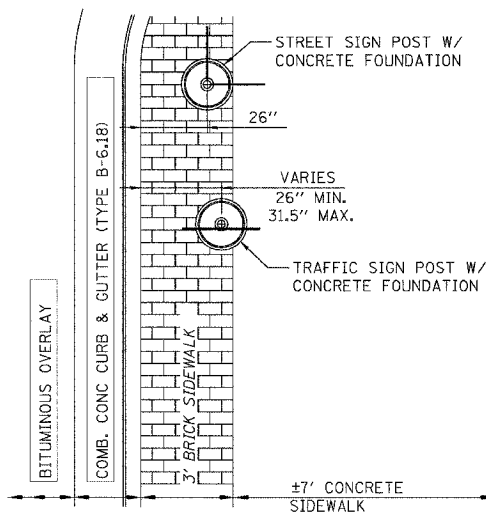 STREET SIGN POST W/
CONCRETE FOUNDATION
26"
VARIES
26" MIN.
31.5" MAX.
TRAFFIC SIGN POST W/
CONCRETE FOUNDATION
BITUMINOUS OVERLAY
COMB. CONC CURB & GUTTER (TYPE B-6.18)
3' BRICK SIDEWALK
±7' CONCRETE
SIDEWALK